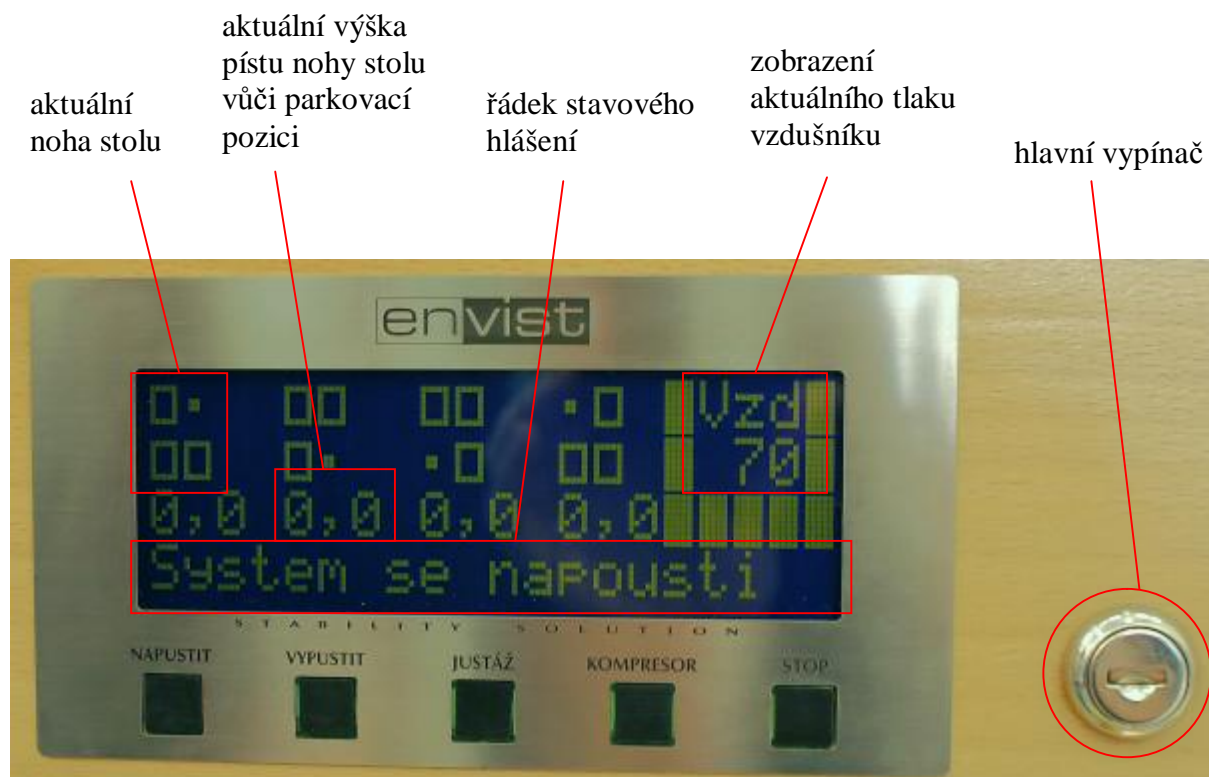 aktuální
noha stolu
aktuální výška
pístu nohy stolu
vůči parkovací
pozici
řádek stavového
hlášení
zobrazení
aktuálního tlaku
vzdušníku
hlavní vypínač
envist
Vzd
70
0,0 0,0 0,0 0,0
System se napousti
STABILITY SOLUTION
NAPUSTIT VYPUSTIT JUSTÁŽ KOMPRESOR STOP